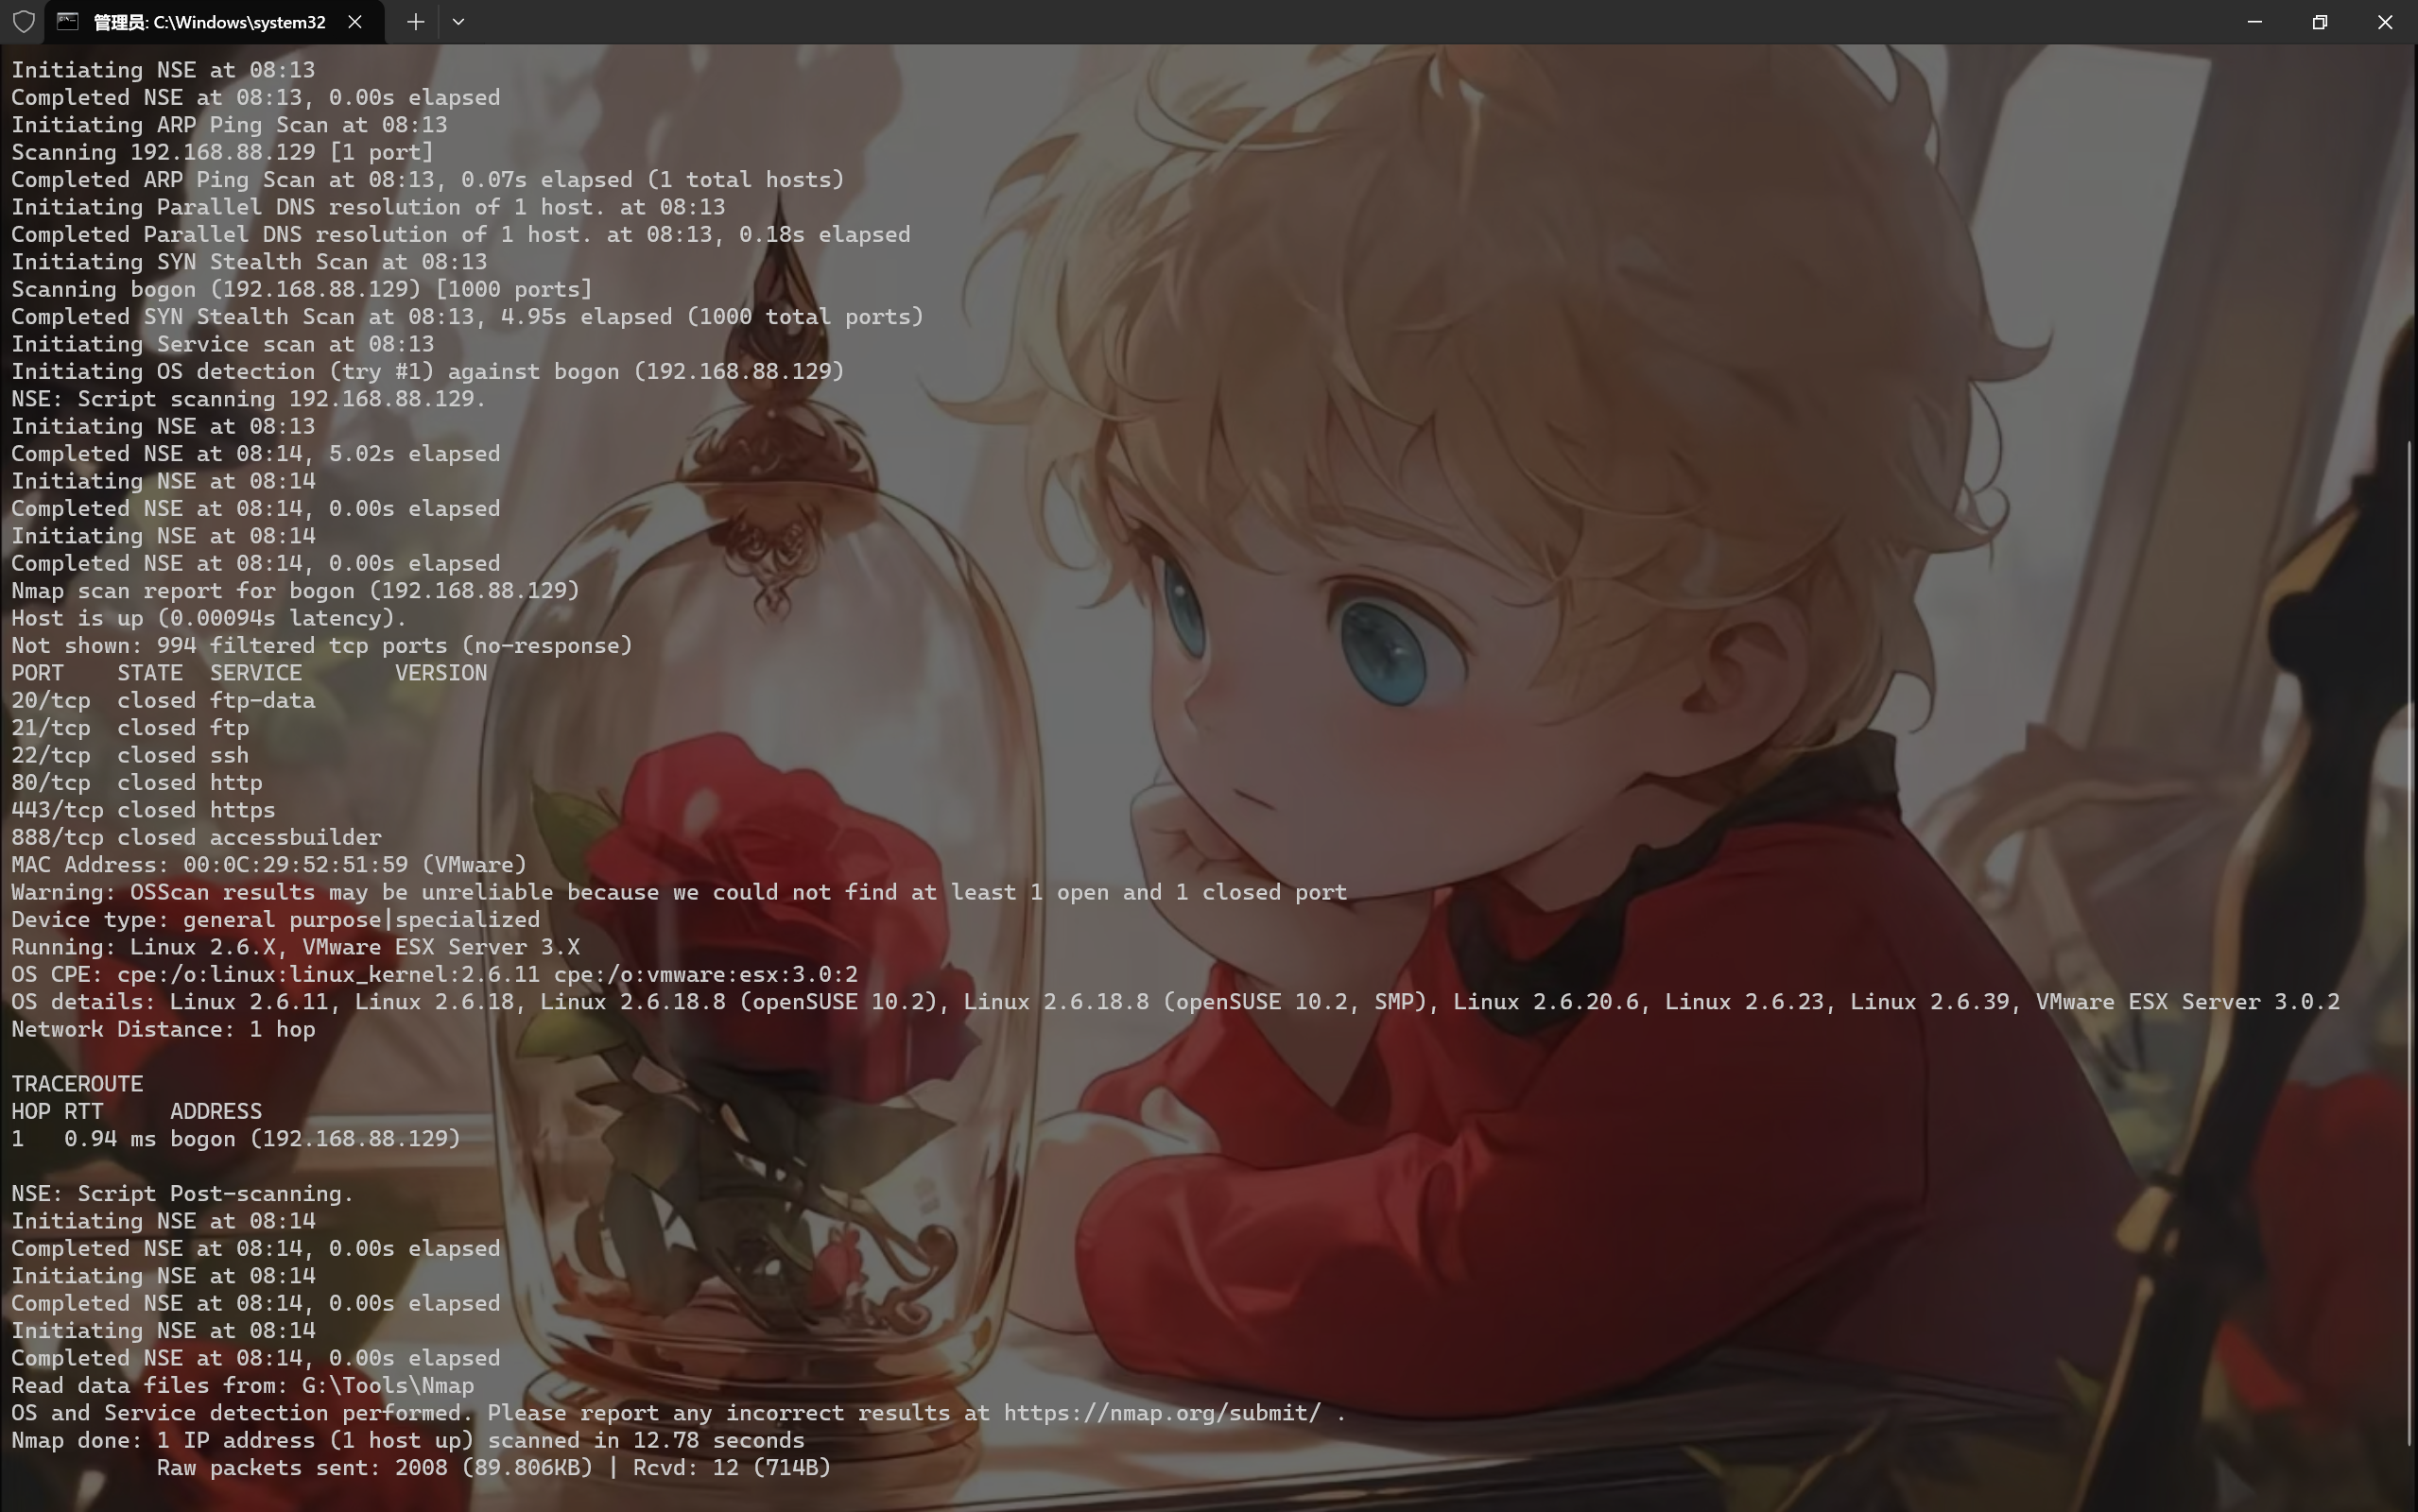 管理员: C:\Windows\system32
Initiating NSE at 08:13
Completed NSE at 08:13, 0.00s elapsed
Initiating ARP Ping Scan at 08:13
Scanning 192.168.88.129 [1 port]
Completed ARP Ping Scan at 08:13, 0.07s elapsed (1 total hosts)
Initiating Parallel DNS resolution of 1 host. at 08:13
Completed Parallel DNS resolution of 1 host. at 08:13, 0.18s elapsed
Initiating SYN Stealth Scan at 08:13
Scanning bogon (192.168.88.129) [1000 ports]
Completed SYN Stealth Scan at 08:13, 4.95s elapsed (1000 total ports)
Initiating Service scan at 08:13
Initiating OS detection (try #1) against bogon (192.168.88.129)
NSE: Script scanning 192.168.88.129.
Initiating NSE at 08:13
Completed NSE at 08:14, 5.02s elapsed
Initiating NSE at 08:14
Completed NSE at 08:14, 0.00s elapsed
Initiating NSE at 08:14
Completed NSE at 08:14, 0.00s elapsed
Nmap scan report for bogon (192.168.88.129)
Host is up (0.00094s latency).
Not shown: 994 filtered tcp ports (no-response)
PORT    STATE  SERVICE       VERSION
20/tcp  closed ftp-data
21/tcp  closed ftp
22/tcp  closed ssh
80/tcp  closed http
443/tcp closed https
888/tcp closed accessbuilder
MAC Address: 00:0C:29:52:51:59 (VMware)
Warning: OSScan results may be unreliable because we could not find at least 1 open and 1 closed port
Device type: general purpose|specialized
Running: Linux 2.6.X, VMware ESX Server 3.X
OS CPE: cpe:/o:linux:linux_kernel:2.6.11 cpe:/o:vmware:esx:3.0:2
OS details: Linux 2.6.11, Linux 2.6.18, Linux 2.6.18.8 (openSUSE 10.2), Linux 2.6.18.8 (openSUSE 10.2, SMP), Linux 2.6.20.6, Linux 2.6.23, Linux 2.6.39, VMware ESX Server 3.0.2
Network Distance: 1 hop
TRACEROUTE
HOP RTT     ADDRESS
1   0.94 ms bogon (192.168.88.129)
NSE: Script Post-scanning.
Initiating NSE at 08:14
Completed NSE at 08:14, 0.00s elapsed
Initiating NSE at 08:14
Completed NSE at 08:14, 0.00s elapsed
Initiating NSE at 08:14
Completed NSE at 08:14, 0.00s elapsed
Read data files from: G:\Tools\Nmap
OS and Service detection performed. Please report any incorrect results at https://nmap.org/submit/ .
Nmap done: 1 IP address (1 host up) scanned in 12.78 seconds
Raw packets sent: 2008 (89.806KB) | Rcvd: 12 (714B)